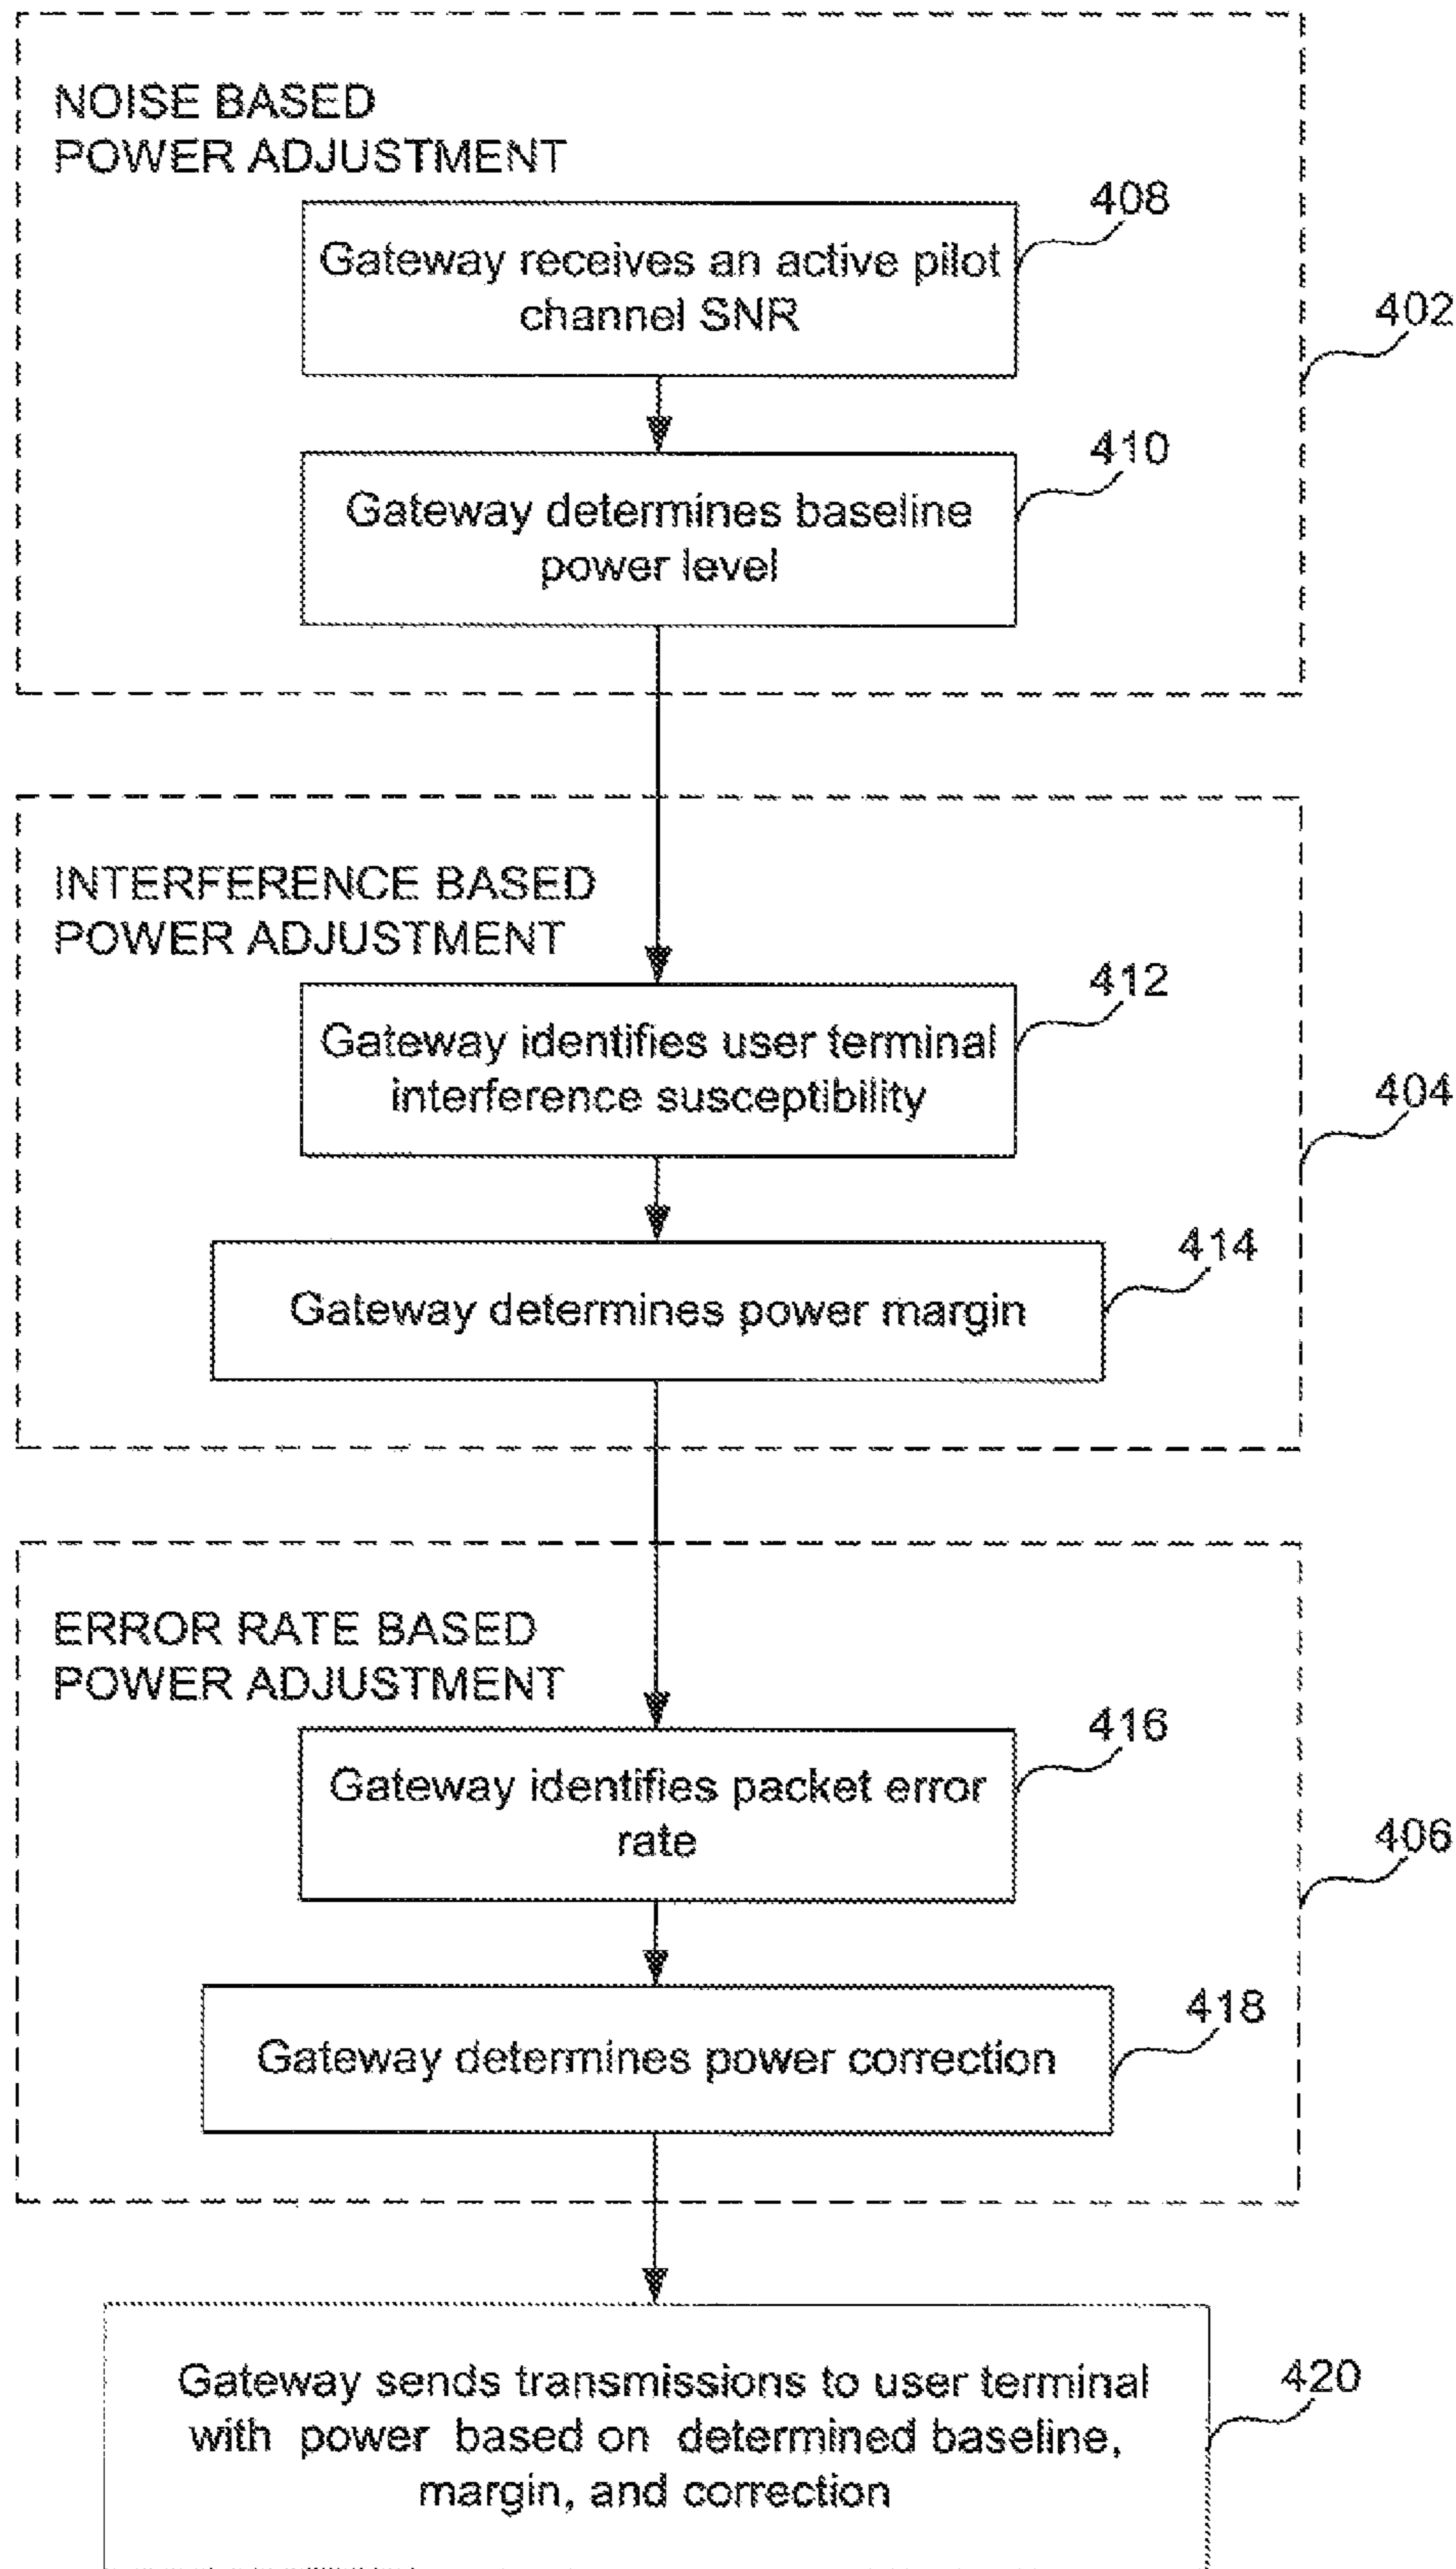 NOISE BASED
POWER ADJUSTMENT
408
Gateway receives an active pilot
channel SNR
402
410
Gateway determines baseline
power level
INTERFERENCE BASED
POWER ADJUSTMENT
412
Gateway identifies user terminal
interference susceptibility
404
414
Gateway determines power margin
ERROR RATE BASED
POWER ADJUSTMENT
416
Gateway identifies packet error
rate
406
418
Gateway determines power correction
420
Gateway sends transmissions to user terminal
with power based on determined baseline,
margin, and correction